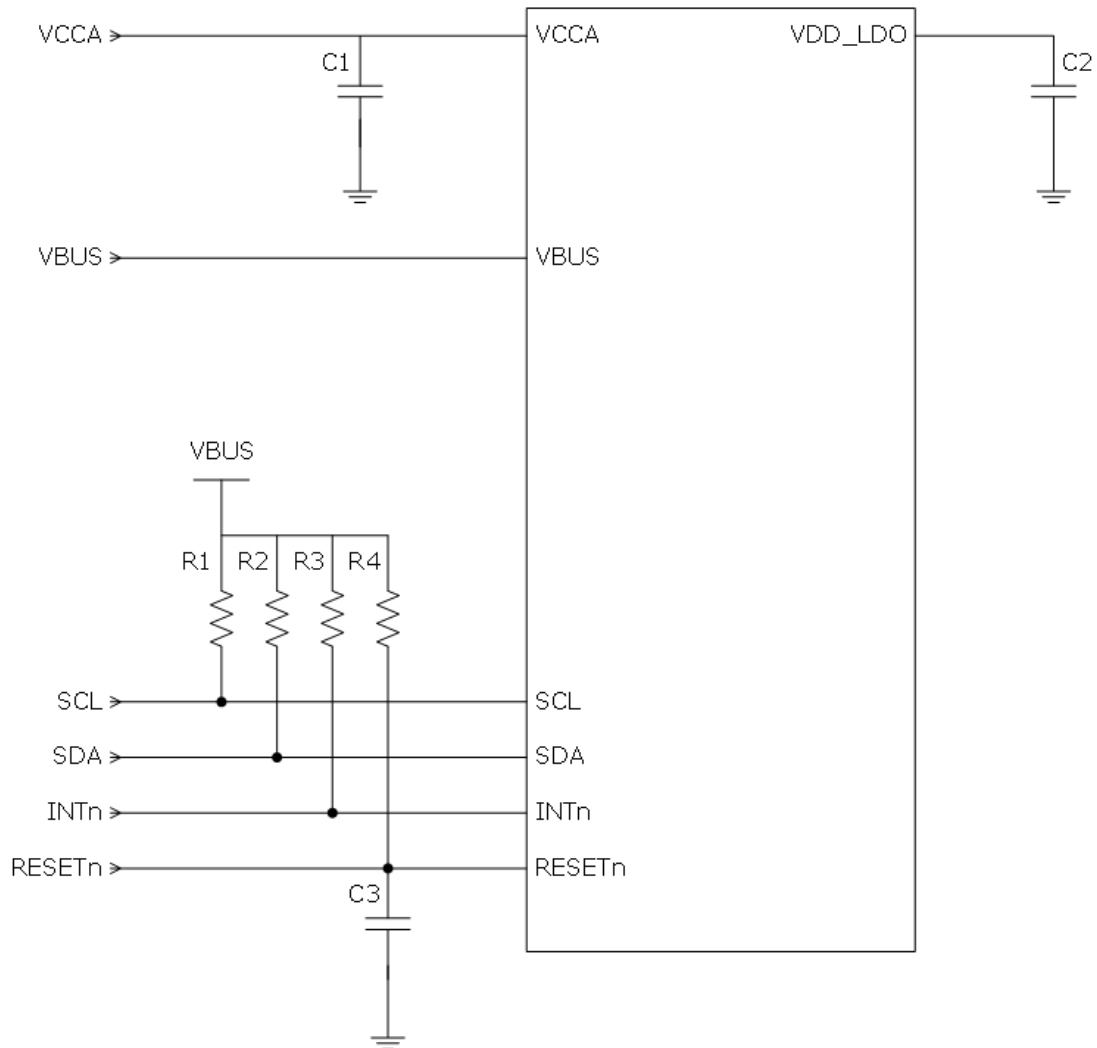 VCCA VCCA VDD_LDO
C1 C2
VBUS VBUS
VBUS
R1 R2 R3 R4
SCL SCL
SDA SDA
INTn INTn
RESETn RESETn
C3